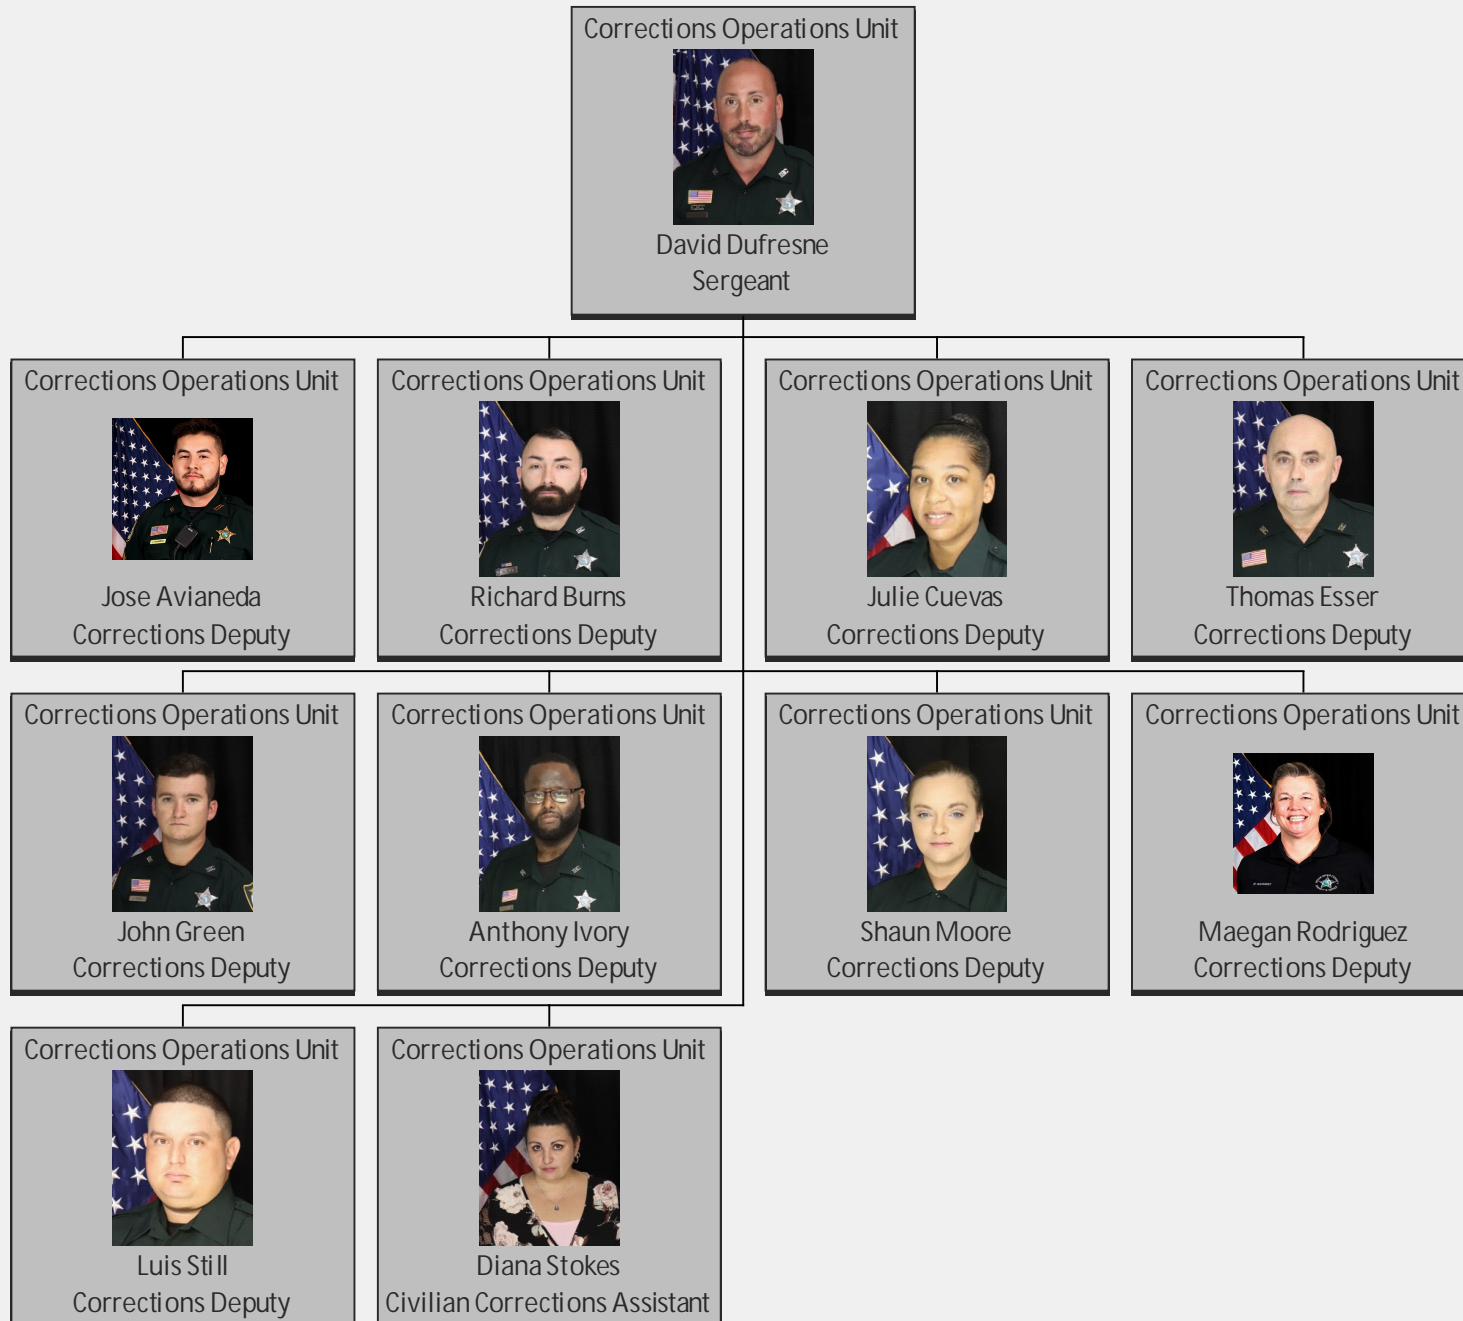 Corrections Operations Unit
David Dufresne
Sergeant
Corrections Operations Unit
Jose Avianeda
Corrections Deputy
Corrections Operations Unit
Richard Burns
Corrections Deputy
Corrections Operations Unit
Julie Cuevas
Corrections Deputy
Corrections Operations Unit
Thomas Esser
Corrections Deputy
Corrections Operations Unit
John Green
Corrections Deputy
Corrections Operations Unit
Anthony Ivory
Corrections Deputy
Corrections Operations Unit
Shaun Moore
Corrections Deputy
Corrections Operations Unit
Maegan Rodriguez
Corrections Deputy
Corrections Operations Unit
Luis Still
Corrections Deputy
Corrections Operations Unit
Diana Stokes
Civilian Corrections Assistant